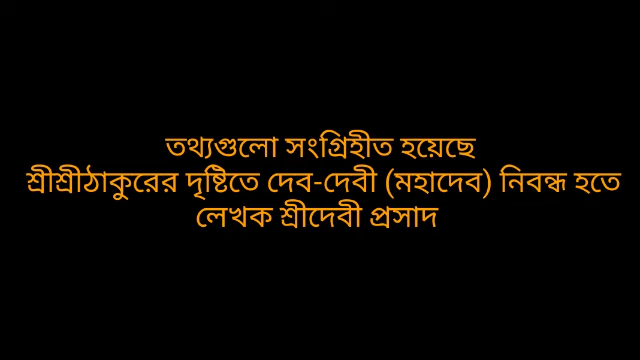 তথ্যগুলো সংগ্রিহীত হয়েছে
শ্রীশ্রীঠাকুরের দৃষ্টিতে দেব-দেবী (মহাদেব) নিবন্ধ হতে
লেখক শ্রীদেবী প্রসাদ